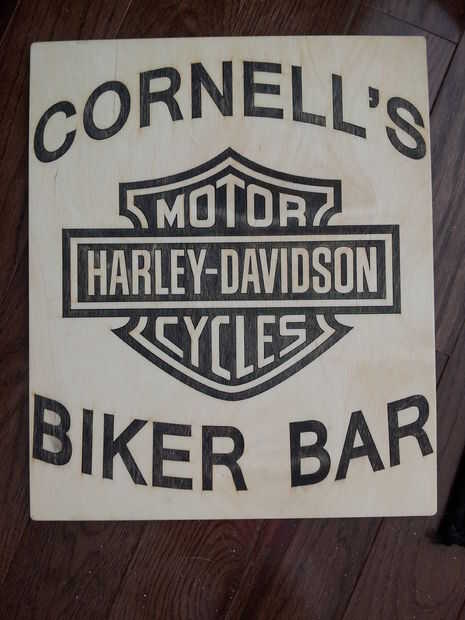 CORNELL'S
MOTOR
HARLEY-DAVIDSON
CYCLES
BIKER BAR